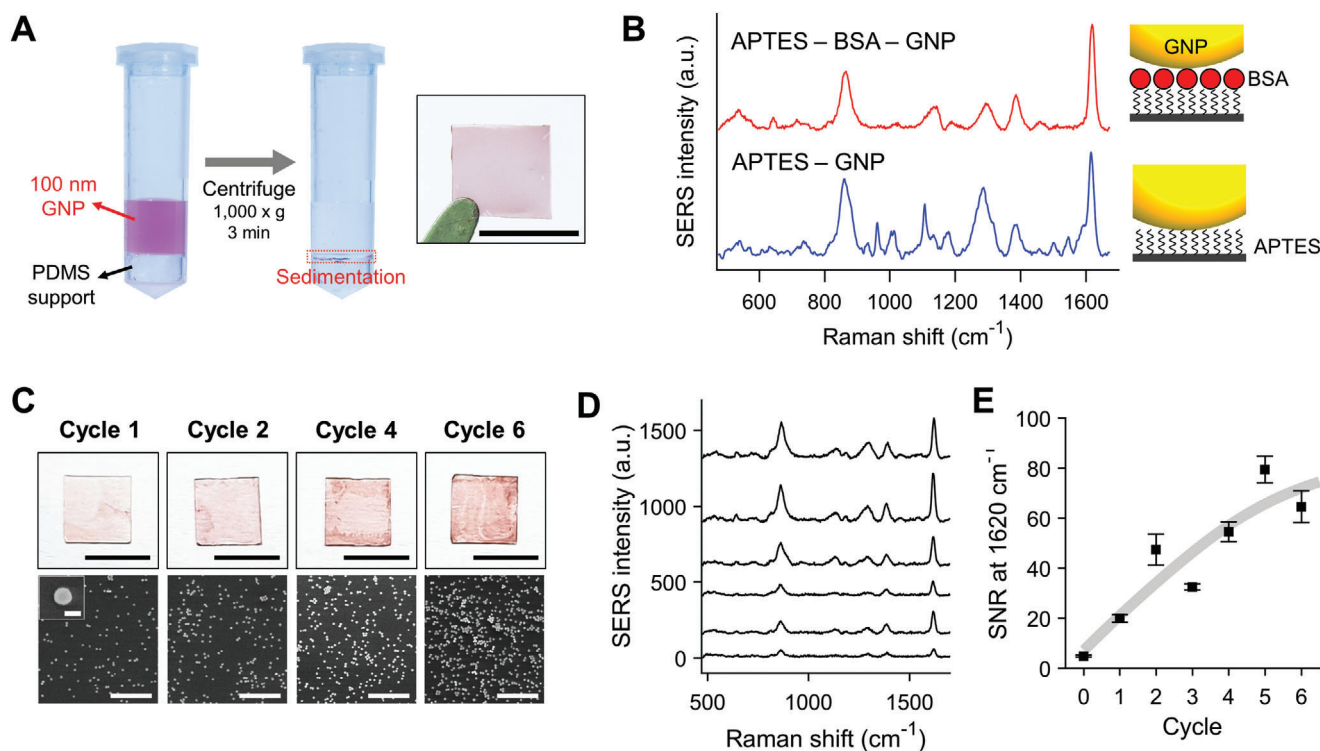 A
100 nm
GNP
PDMS
support
Centrifuge
1,000 x g
3 min
Sedimentation
B
APTES – BSA – GNP
APTES – GNP
SERS intensity (a.u.)
600 800 1000 1200 1400 1600
Raman shift (cm⁻¹)
GNP
BSA
APTES
C
Cycle 1 Cycle 2 Cycle 4 Cycle 6
D
SERS intensity (a.u.)
1500
1000
500
0
500 1000 1500
Raman shift (cm⁻¹)
E
SNR at 1620 cm⁻¹
100
80
60
40
20
0
0 1 2 3 4 5 6
Cycle